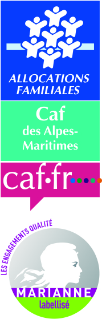 ALLOCATIONS
FAMILIALES
Caf
des Alpes-
Maritimes
caf.fr
LES ENGAGEMENTS QUALITÉ
MARIANNE
labellisé